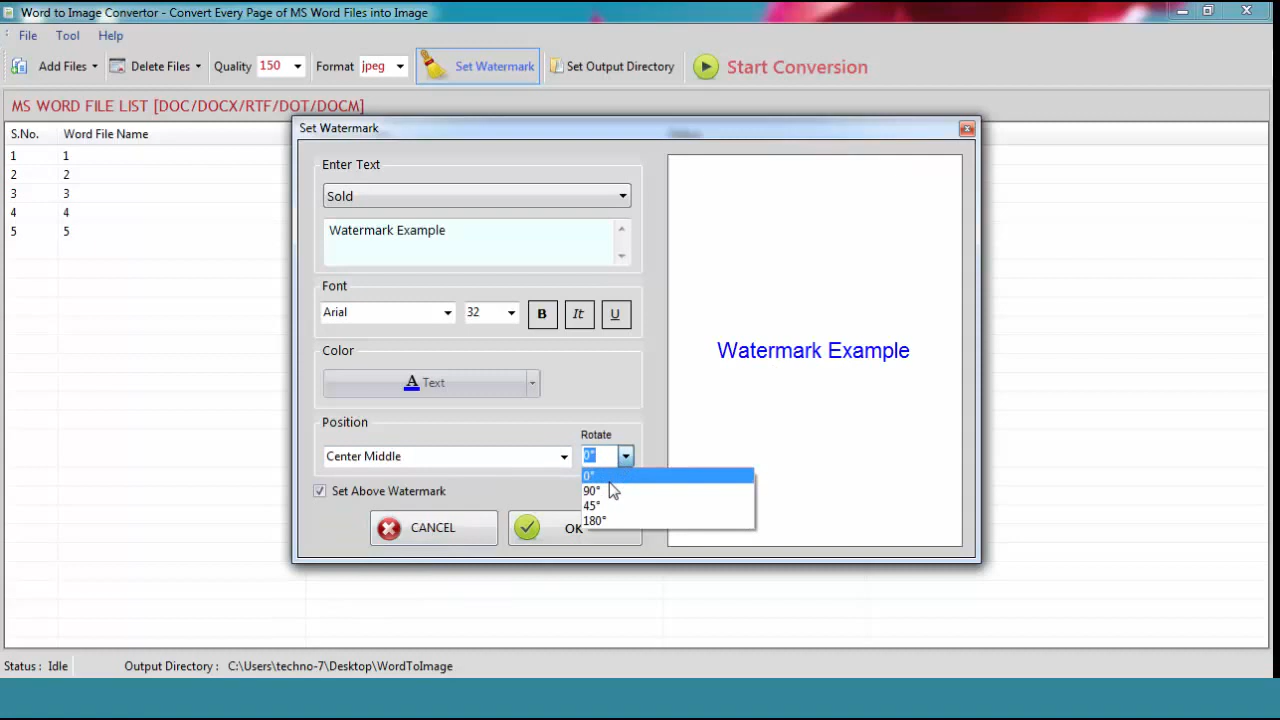 Word to Image Convertor - Convert Every Page of MS Word Files into Image
File Tool Help
Add Files Delete Files Quality 150 Format jpeg Set Watermark Set Output Directory Start Conversion
MS WORD FILE LIST [DOC/DOCX/RTF/DOT/DOCM]
S.No. Word File Name
1 1
2 2
3 3
4 4
5 5
Set Watermark
Enter Text
Sold
Watermark Example
Font
Arial 32 B It U
Color
A Text
Position
Rotate
Center Middle 0°
0°
90°
45°
180°
Set Above Watermark
CANCEL OK
Watermark Example
Status : Idle Output Directory : C:\Users\techno-7\Desktop\WordToImage